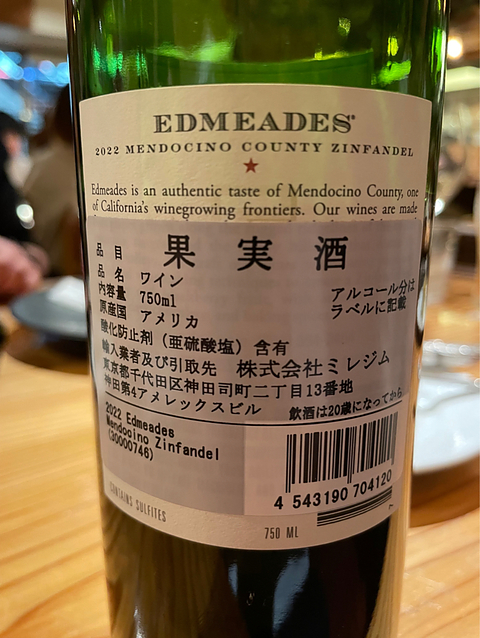 EDMEADES®
2022 MENDOCINO COUNTY ZINFANDEL
Edmeades is an authentic taste of Mendocino County, one
of California's winegrowing frontiers. Our wines are made
品目 果実酒
品名 ワイン
内容量 750ml
アルコール分は
ラベルに記載
原産国 アメリカ
酸化防止剤(亜硫酸塩)含有
輸入業者及び引取先 株式会社ミレジム
東京都千代田区神田司町二丁目13番地
神田第4アメレックスビル 飲酒は20歳になってから
2022 Edmeades
Mendocino Zinfandel
(30000746)
4 543190 704120
CONTAINS SULFITES
750 ML